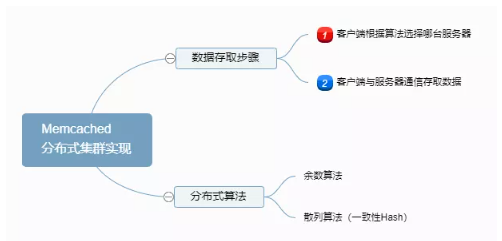 数据存取步骤
1 客户端根据算法选择哪台服务器
2 客户端与服务器通信存取数据
Memcached
分布式集群实现
分布式算法
余数算法
散列算法（一致性Hash）